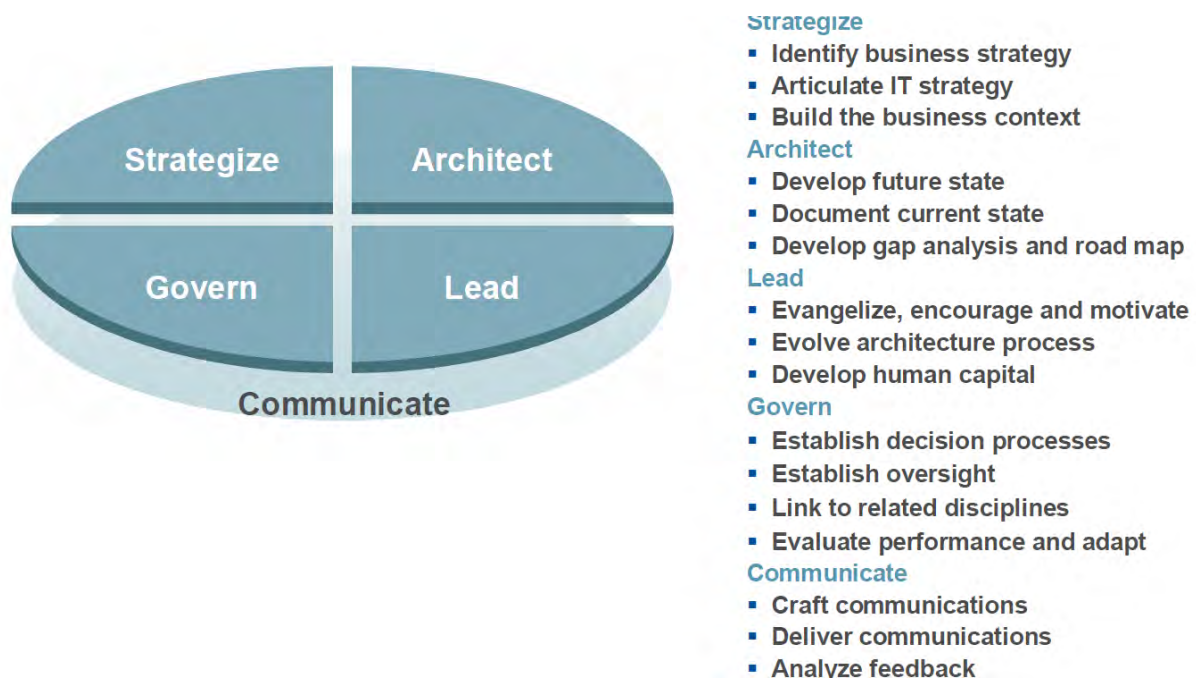 Strategize
Architect
Govern
Lead
Communicate
Strategize
▪ Identify business strategy
▪ Articulate IT strategy
▪ Build the business context
Architect
▪ Develop future state
▪ Document current state
▪ Develop gap analysis and road map
Lead
▪ Evangelize, encourage and motivate
▪ Evolve architecture process
▪ Develop human capital
Govern
▪ Establish decision processes
▪ Establish oversight
▪ Link to related disciplines
▪ Evaluate performance and adapt
Communicate
▪ Craft communications
▪ Deliver communications
▪ Analyze feedback